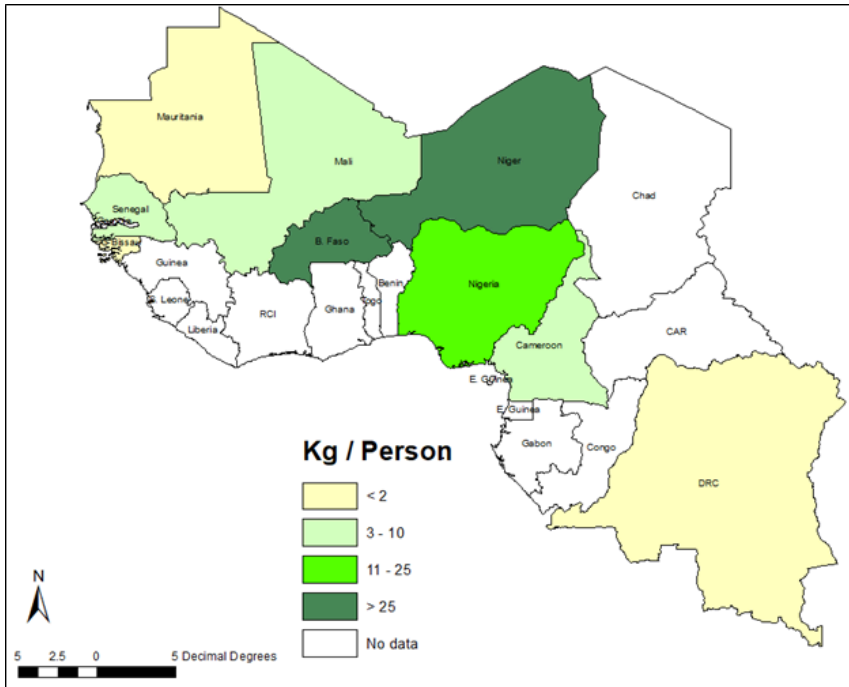 Mauritania
Mali
Niger
Chad
Senegal
Bissau
B. Faso
Guinea
Benin
Nigeria
S. Leone
Togo
Liberia
RCI
Ghana
CAR
Cameroon
E. Guinea
E. Guinea
Gabon
Congo
DRC
Kg / Person
< 2
3 - 10
11 - 25
> 25
No data
N
5 2.5 0 5 Decimal Degrees